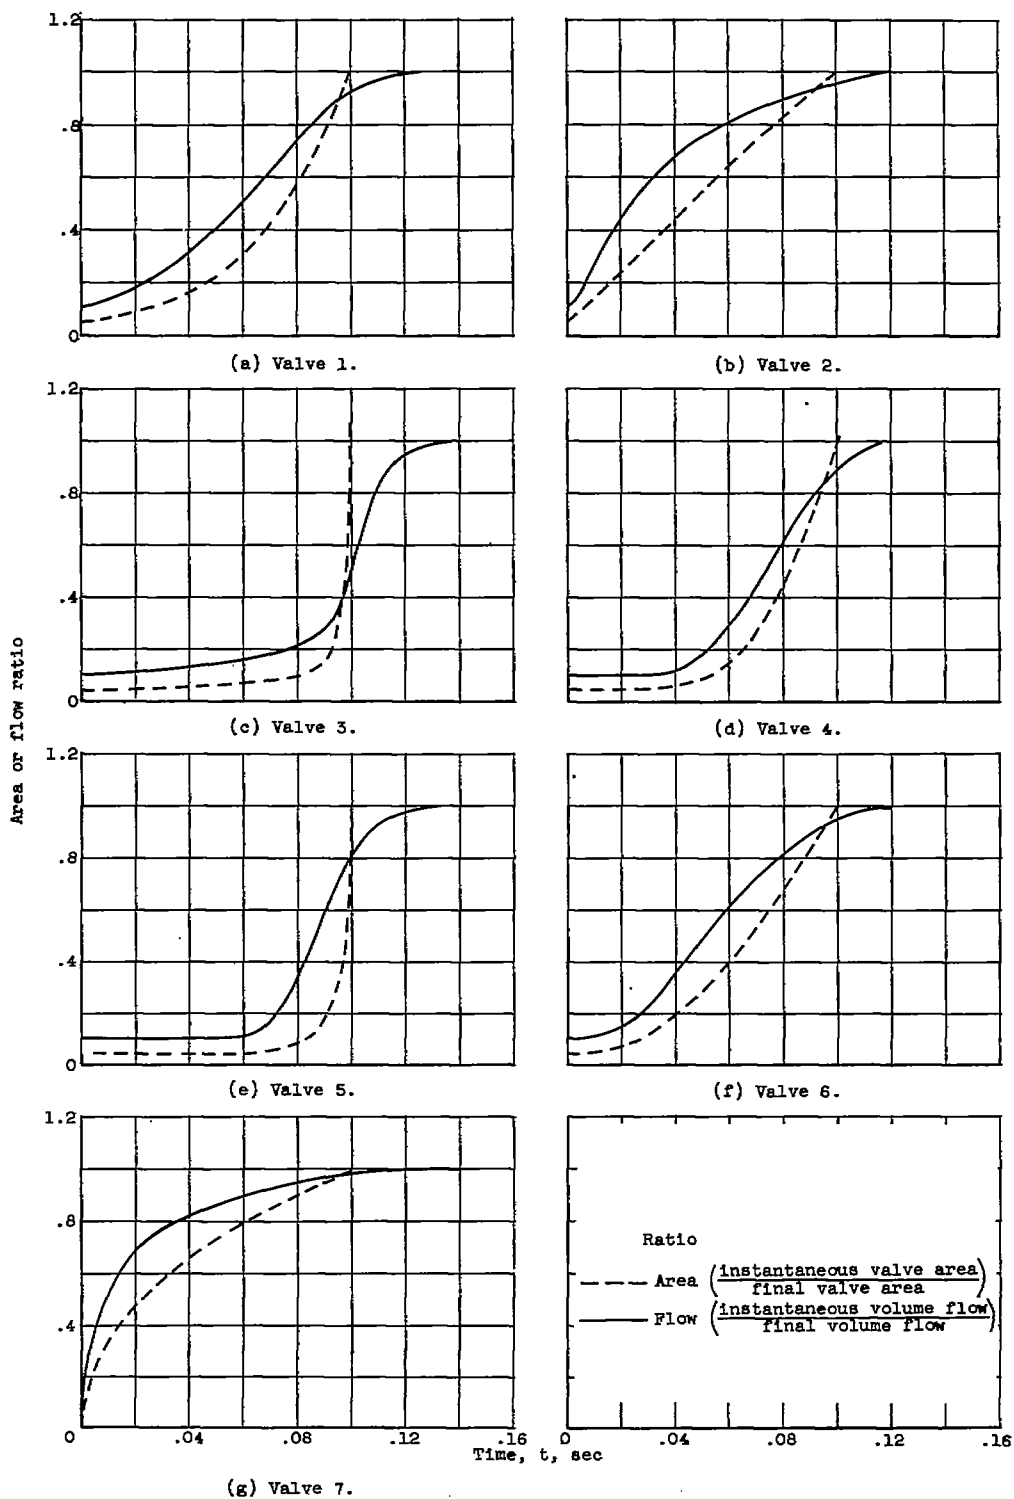 1.2
.8
.4
0
(a) Valve 1.
(b) Valve 2.
1.2
.8
.4
0
(c) Valve 3.
(d) Valve 4.
Area or flow ratio
1.2
.8
.4
0
(e) Valve 5.
(f) Valve 6.
1.2
.8
.4
Ratio
Area (instantaneous valve area
final valve area)
Flow (instantaneous volume flow
final volume flow)
0 .04 .08 .12 .16
0 .04 .08 .12 .16
Time, t, sec
(g) Valve 7.